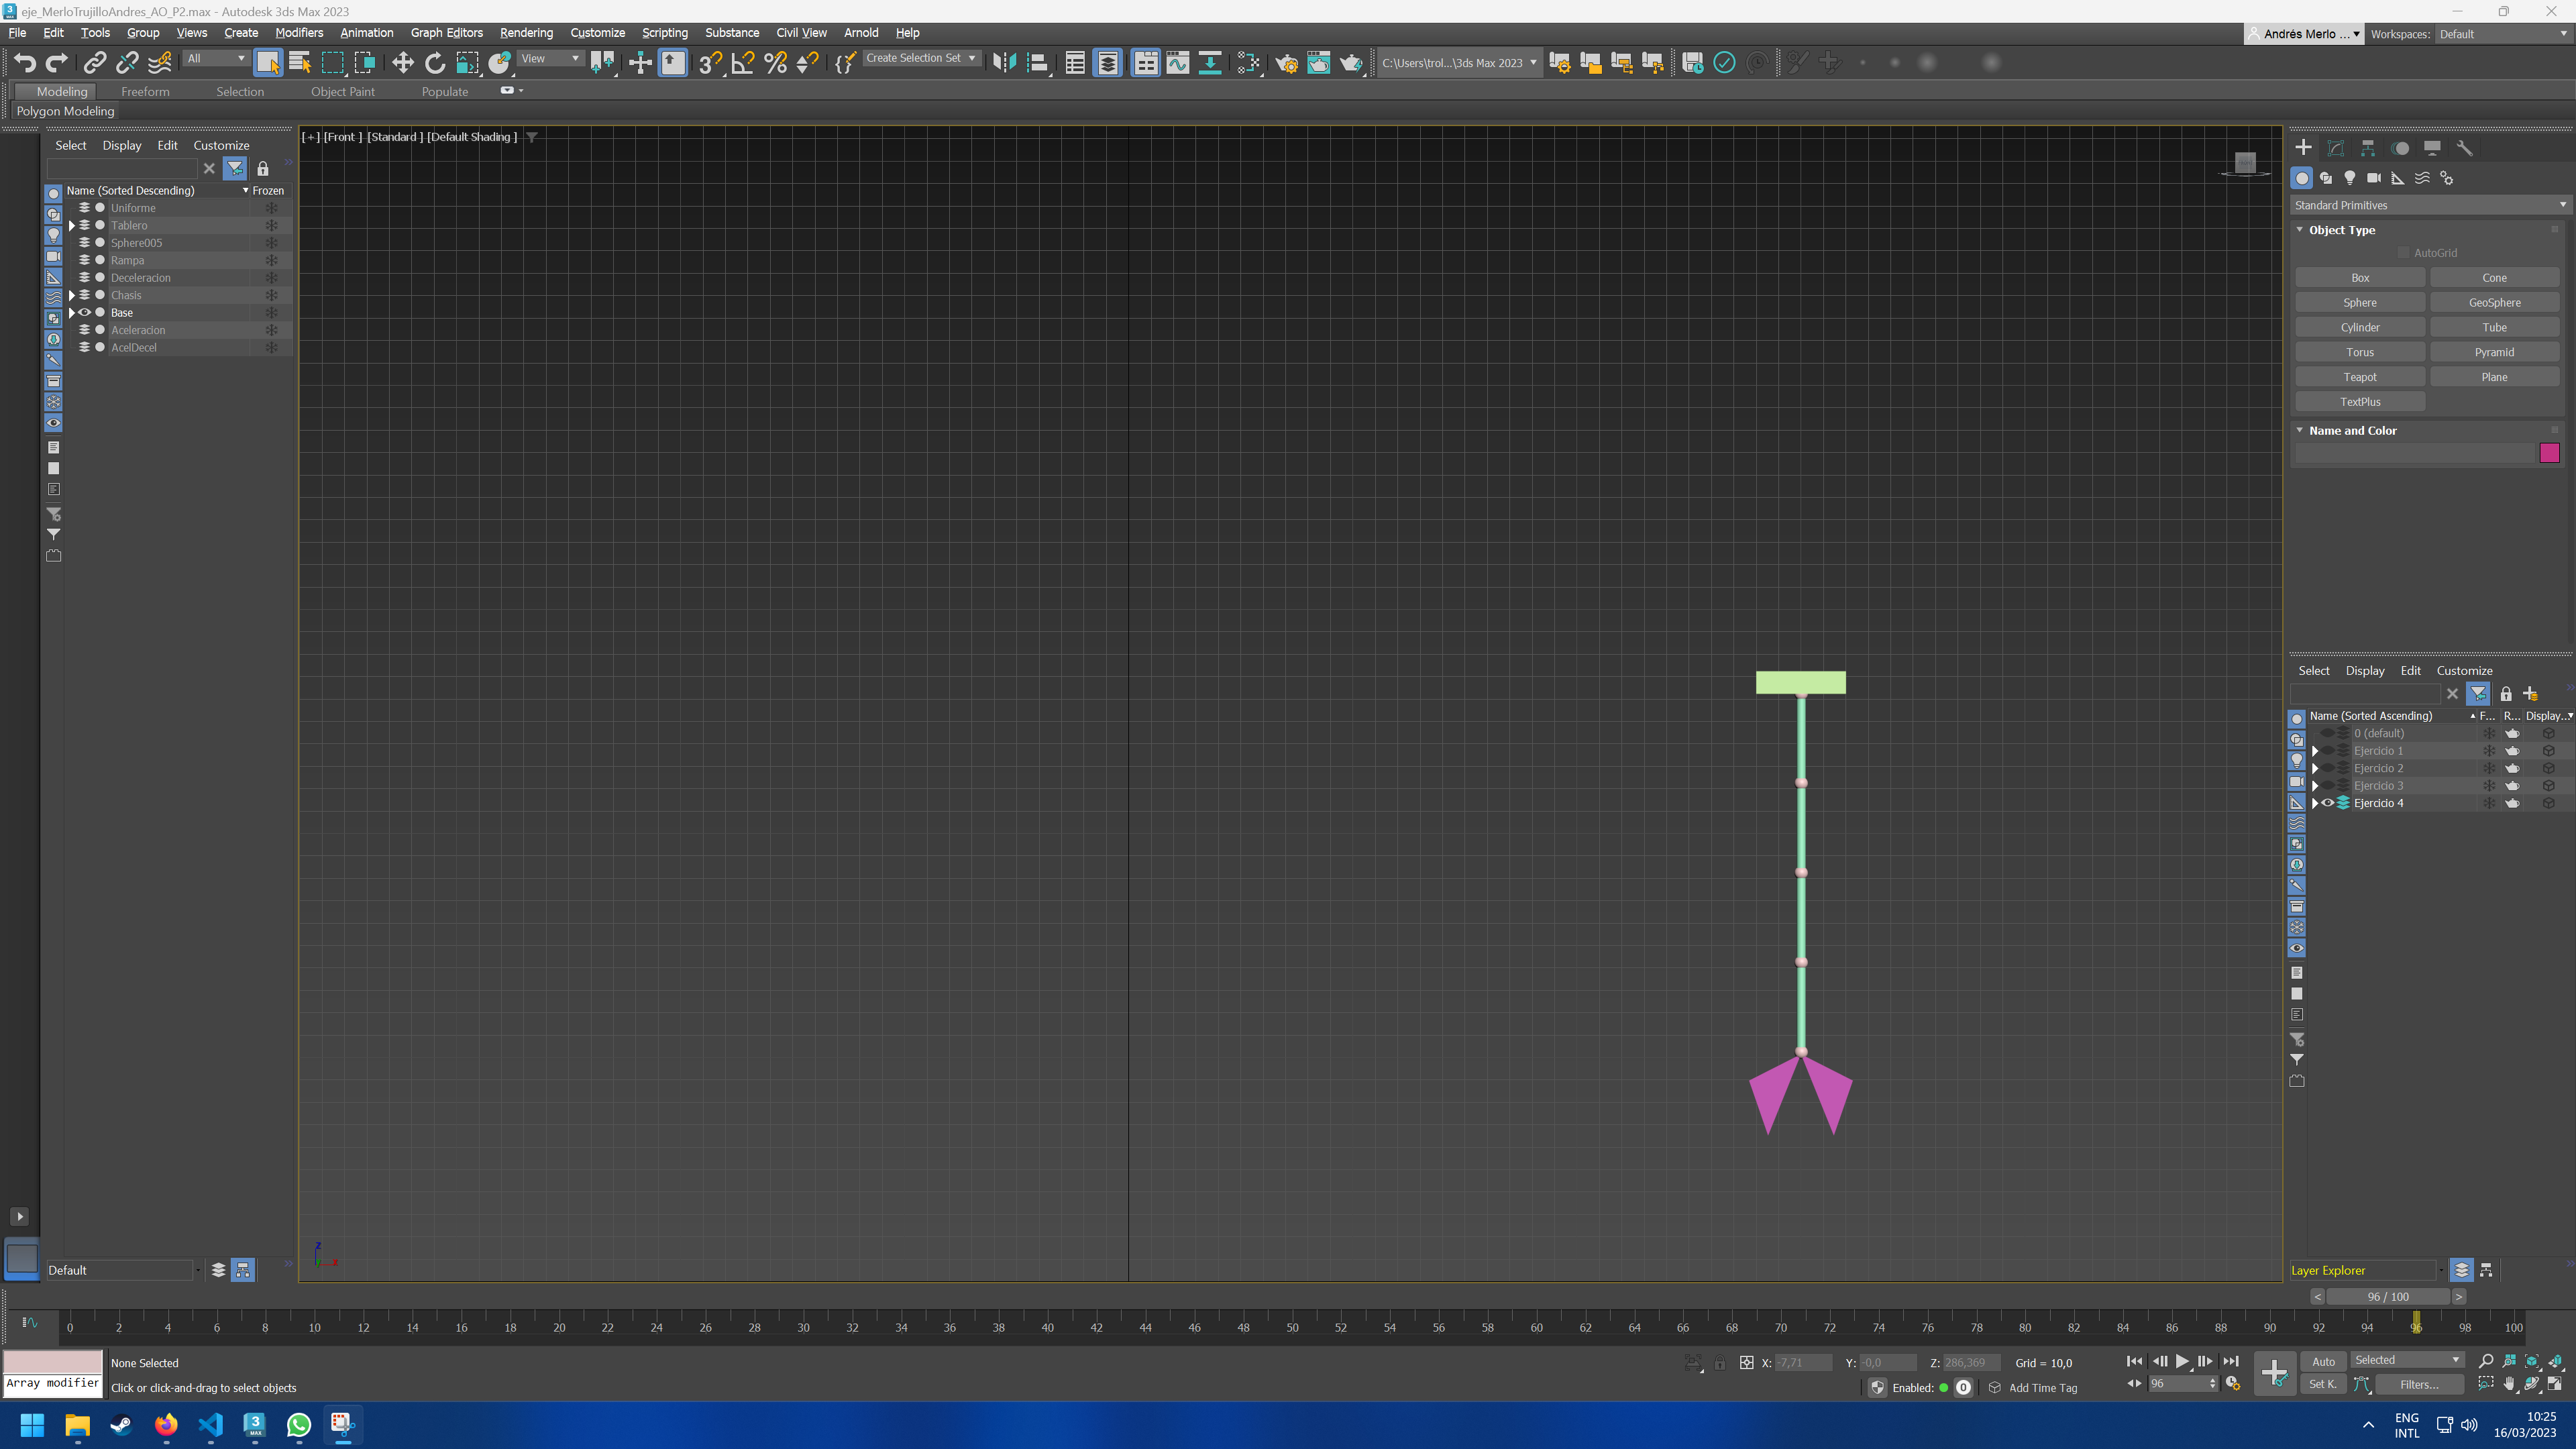 eje_MerloTrujilloAndres_AO_P2.max - Autodesk 3ds Max 2023
File Edit Tools Group Views Create Modifiers Animation Graph Editors Rendering Customize Scripting Substance Civil View Arnold Help
Andrés Merlo ... Workspaces: Default
All View Create Selection Set C:\Users\trol...\3ds Max 2023
Modeling Freeform Selection Object Paint Populate
Polygon Modeling
Select Display Edit Customize
Name (Sorted Descending) Frozen
Uniforme
Tablero
Sphere005
Rampa
Deceleracion
Chasis
Base
Aceleracion
AcelDecel
Default
[+] [Front ] [Standard ] [Default Shading ]
z
x
Standard Primitives
Object Type
AutoGrid
Box Cone
Sphere GeoSphere
Cylinder Tube
Torus Pyramid
Teapot Plane
TextPlus
Name and Color
Select Display Edit Customize
Name (Sorted Ascending) F... R... Display...
0 (default)
Ejercicio 1
Ejercicio 2
Ejercicio 3
Ejercicio 4
Layer Explorer
< 96 / 100 >
0 2 4 6 8 10 12 14 16 18 20 22 24 26 28 30 32 34 36 38 40 42 44 46 48 50 52 54 56 58 60 62 64 66 68 70 72 74 76 78 80 82 84 86 88 90 92 94 96 98 100
None Selected
Array modifier
Click or click-and-drag to select objects
X: -7,71 Y: -0,0 Z: 286,369 Grid = 10,0
Enabled: 0 Add Time Tag
Auto Selected
96 Set K. Filters...
ENG
INTL
10:25
16/03/2023